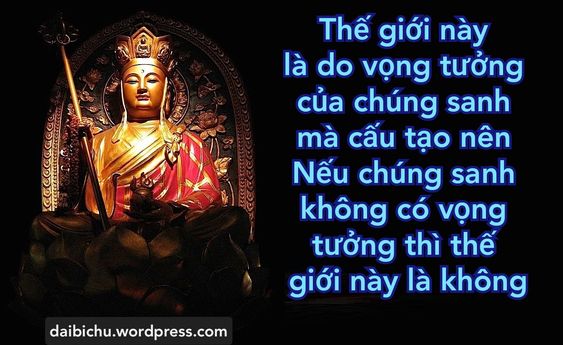 Thế giới này
là do vọng tưởng
của chúng sanh
mà cấu tạo nên
Nếu chúng sanh
không có vọng
tưởng thì thế
giới này là không
daibichu.wordpress.com